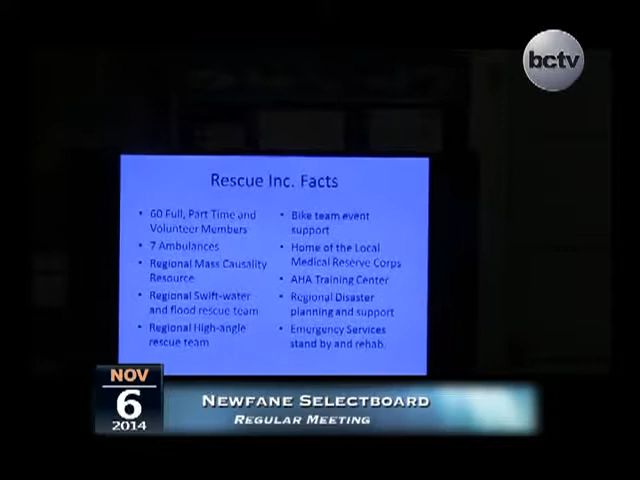 bctv
Rescue Inc. Facts
• 60 Full, Part Time and
Volunteer Members
• 7 Ambulances
• Regional Mass Causality
Resource
• Regional Swift-water
and flood rescue team
• Regional High-angle
rescue team
• Bike team event
support
• Home of the Local
Medical Reserve Corps
• AHA Training Center
• Regional Disaster
planning and support
• Emergency Services
stand by and rehab.
NOV
6
2014
NEWFANE SELECTBOARD
REGULAR MEETING